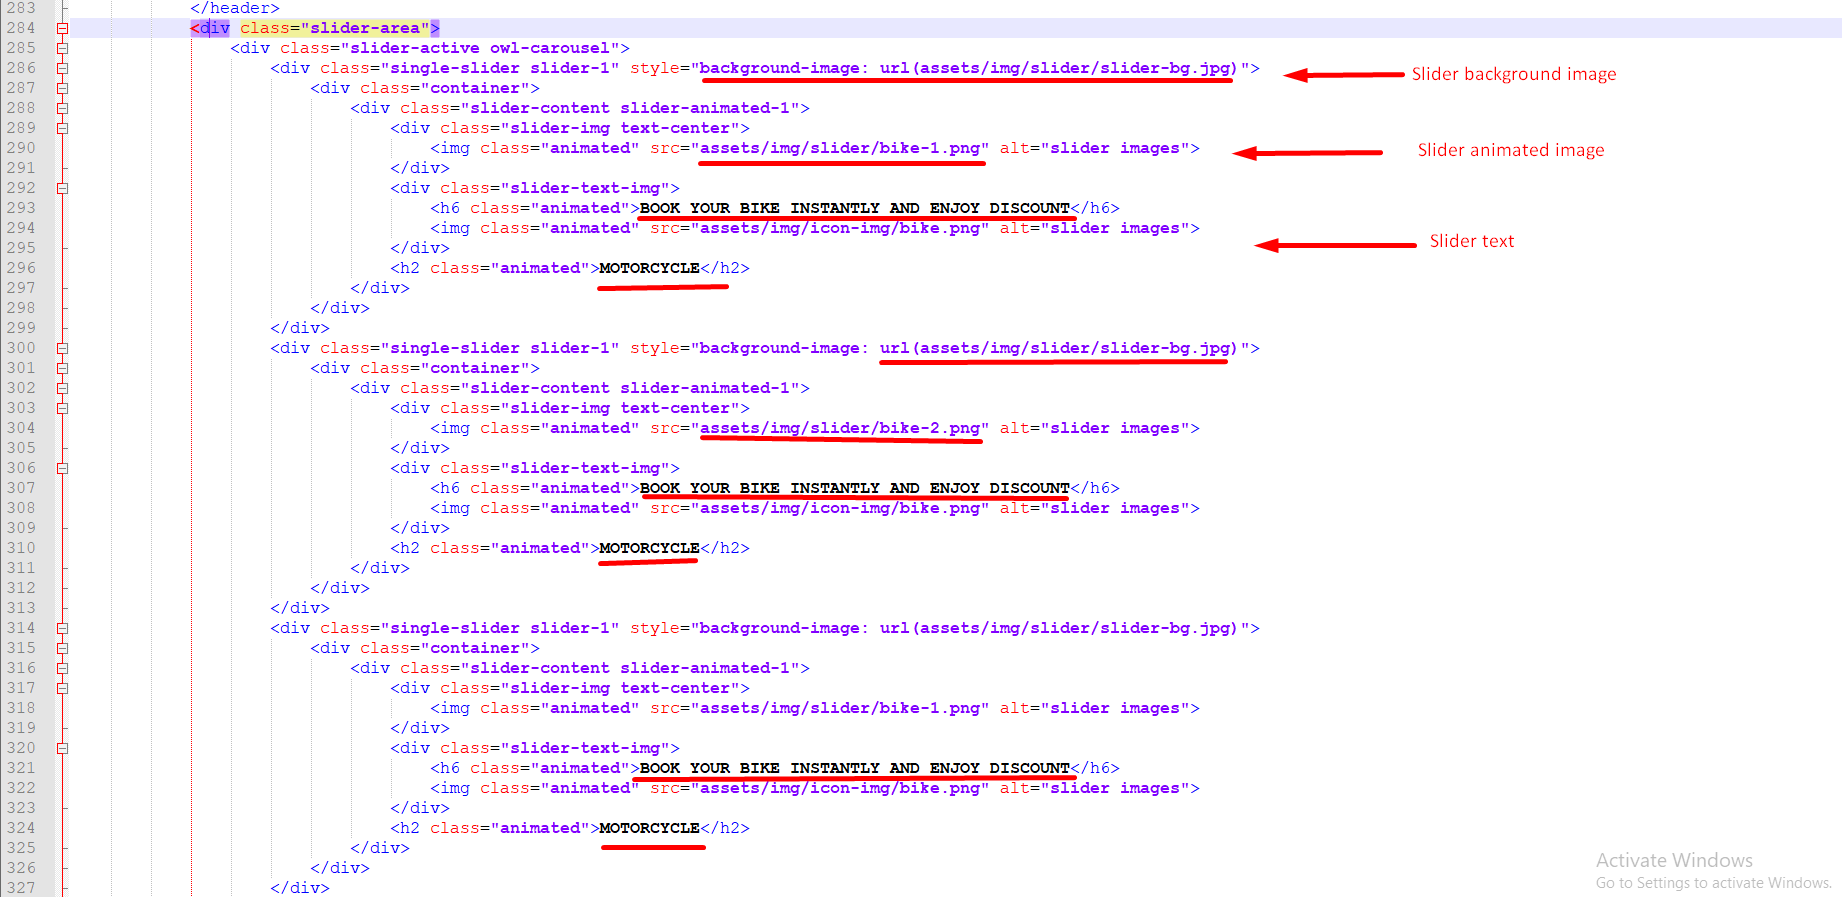 283 </header>
284 <div class="slider-area">
285 <div class="slider-active owl-carousel">
286 <div class="single-slider slider-1" style="background-image: url(assets/img/slider/slider-bg.jpg)"> Slider background image
287 <div class="container">
288 <div class="slider-content slider-animated-1">
289 <div class="slider-img text-center">
290 <img class="animated" src="assets/img/slider/bike-1.png" alt="slider images"> Slider animated image
291 </div>
292 <div class="slider-text-img">
293 <h6 class="animated">BOOK YOUR BIKE INSTANTLY AND ENJOY DISCOUNT</h6>
294 <img class="animated" src="assets/img/icon-img/bike.png" alt="slider images">
Slider text
295 </div>
296 <h2 class="animated">MOTORCYCLE</h2>
297 </div>
298 </div>
299 </div>
300 <div class="single-slider slider-1" style="background-image: url(assets/img/slider/slider-bg.jpg)">
301 <div class="container">
302 <div class="slider-content slider-animated-1">
303 <div class="slider-img text-center">
304 <img class="animated" src="assets/img/slider/bike-2.png" alt="slider images">
305 </div>
306 <div class="slider-text-img">
307 <h6 class="animated">BOOK YOUR BIKE INSTANTLY AND ENJOY DISCOUNT</h6>
308 <img class="animated" src="assets/img/icon-img/bike.png" alt="slider images">
309 </div>
310 <h2 class="animated">MOTORCYCLE</h2>
311 </div>
312 </div>
313 </div>
314 <div class="single-slider slider-1" style="background-image: url(assets/img/slider/slider-bg.jpg)">
315 <div class="container">
316 <div class="slider-content slider-animated-1">
317 <div class="slider-img text-center">
318 <img class="animated" src="assets/img/slider/bike-1.png" alt="slider images">
319 </div>
320 <div class="slider-text-img">
321 <h6 class="animated">BOOK YOUR BIKE INSTANTLY AND ENJOY DISCOUNT</h6>
322 <img class="animated" src="assets/img/icon-img/bike.png" alt="slider images">
323 </div>
324 <h2 class="animated">MOTORCYCLE</h2>
325 </div>
326 </div>
327 </div>
Activate Windows
Go to Settings to activate Windows.